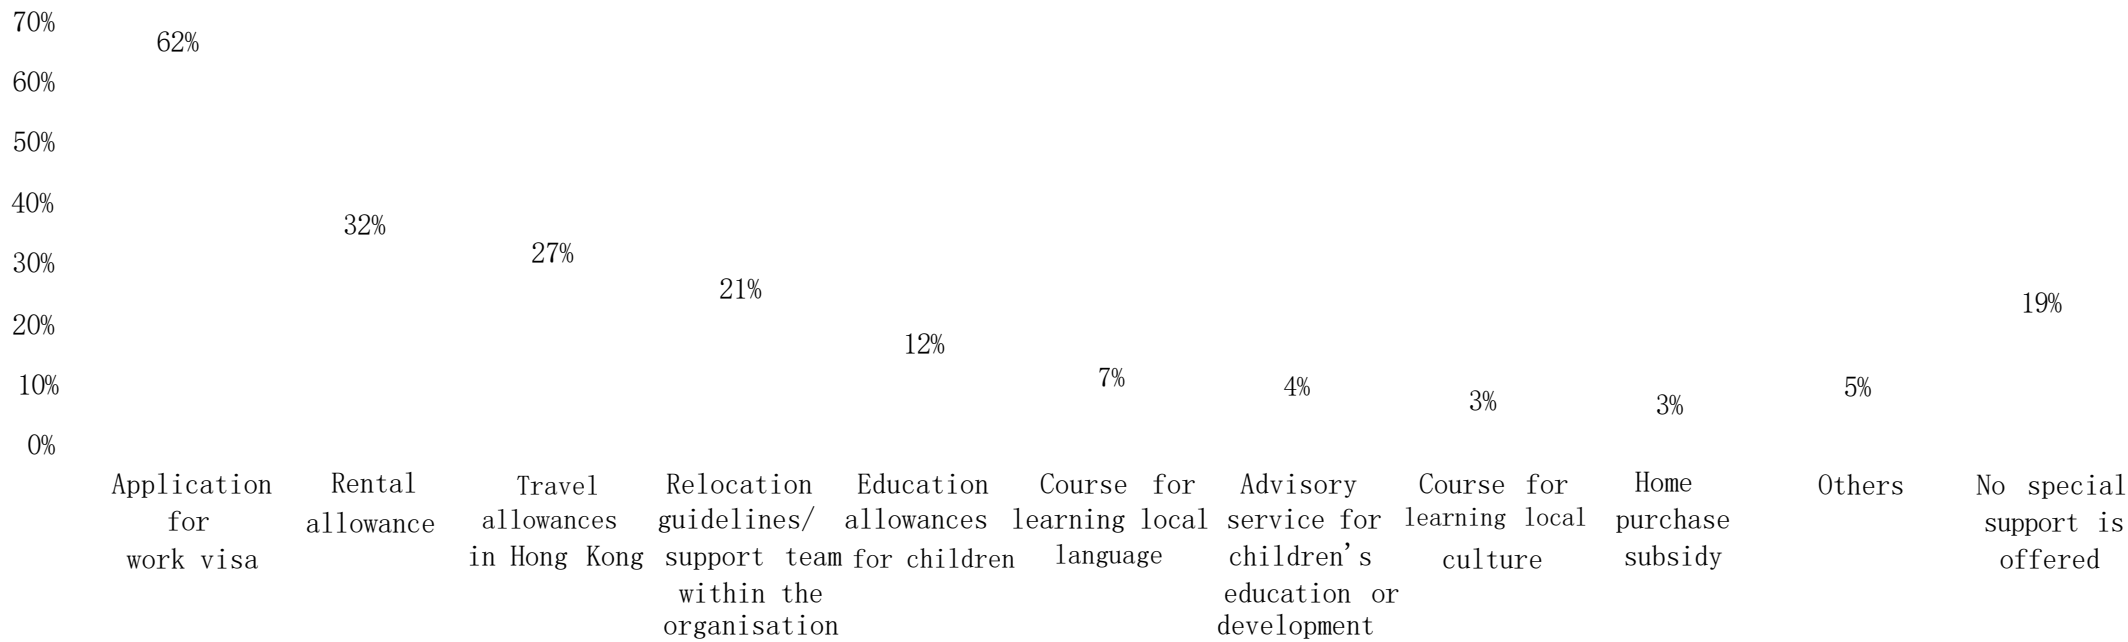 70%
60%
50%
40%
30%
20%
10%
0%
62%
32%
27%
21%
12%
7%
4%
3%
3%
5%
19%
Application
for
work visa
Rental
allowance
Travel
allowances
in Hong Kong
Relocation
guidelines/
support team
within the
organisation
Education
allowances
for children
Course for
learning local
language
Advisory
service for
children's
education or
development
Course for
learning local
culture
Home
purchase
subsidy
Others
No special
support is
offered